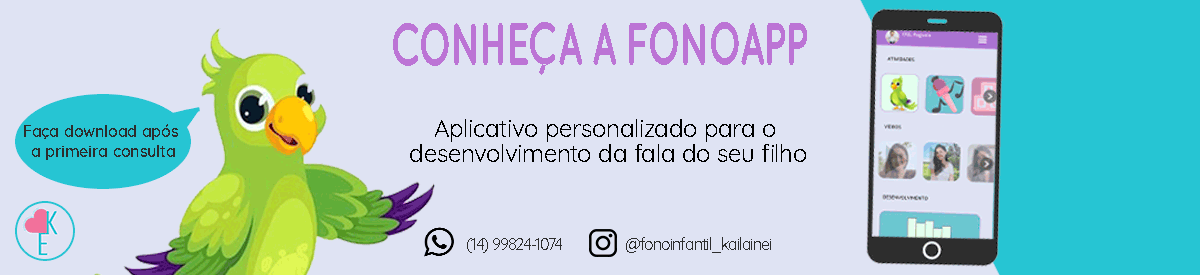 CONHEÇA A FONOAPP
Faça download após
a primeira consulta
Aplicativo personalizado para o
desenvolvimento da fala do seu filho
(14) 99824-1074
@fonoinfantil_kailainei
K
E
ATIVIDADES
VÍDEOS
DESENVOLVIMENTO